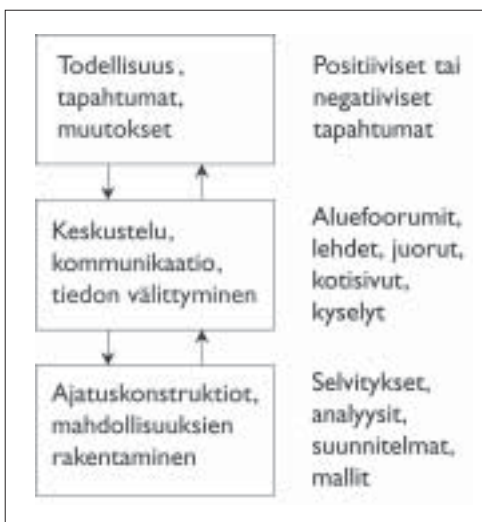 Todellisuus,
tapahtumat,
muutokset
Positiiviset tai
negatiiviset
tapahtumat
Keskustelu,
kommunikaatio,
tiedon välittyminen
Aluefoorumit,
lehdet, juorut,
kotisivut,
kyselyt
Ajatuskonstruktiot,
mahdollisuuksien
rakentaminen
Selvitykset,
analyysit,
suunnitelmat,
mallit